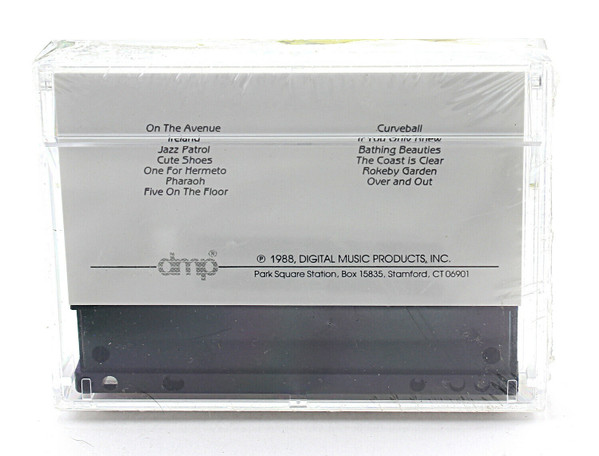 On The Avenue
Ireland
Jazz Patrol
Cute Shoes
One For Hermeto
Pharaoh
Five On The Floor
Curveball
If You Only Knew
Bathing Beauties
The Coast is Clear
Rokeby Garden
Over and Out
dmp®
℗ 1988, DIGITAL MUSIC PRODUCTS, INC.
Park Square Station, Box 15835, Stamford, CT 06901